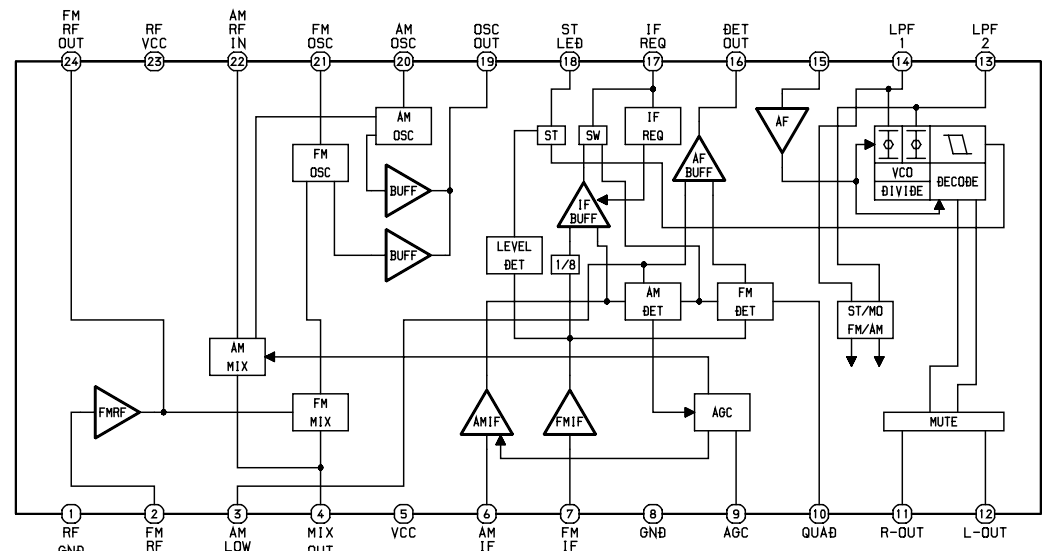 FM RF OUT
RF VCC
AM RF IN
FM OSC
AM OSC
OSC OUT
ST LED
IF REQ
DET OUT
LPF 1
LPF 2
24 23 22 21 20 19 18 17 16 15 14 13
AM OSC
FM OSC
BUFF
BUFF
ST
SW
IF REQ
AF BUFF
AF
VCO
DIVIDE
DECODE
IF BUFF
LEVEL DET
1/8
AM DET
FM DET
ST/MO
FM/AM
AM MIX
FMRF
FM MIX
AMIF
FMIF
AGC
MUTE
1 2 3 4 5 6 7 8 9 10 11 12
RF GND
FM RF
AM LOW
MIX OUT
VCC
AM IF
FM IF
GND
AGC
QUAD
R-OUT
L-OUT